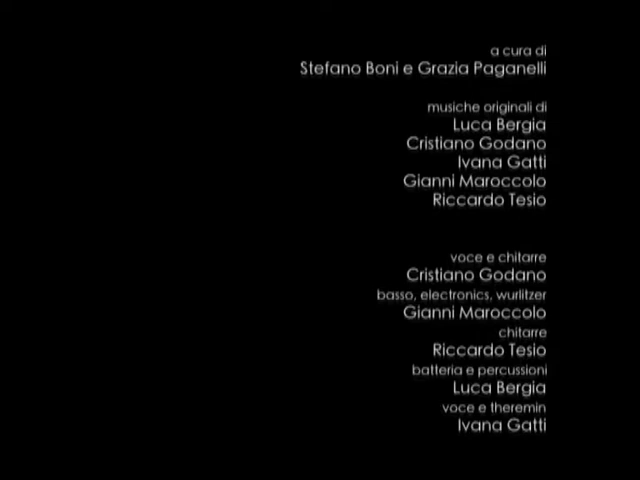 a cura di
Stefano Boni e Grazia Paganelli
musiche originali di
Luca Bergia
Cristiano Godano
Ivana Gatti
Gianni Maroccolo
Riccardo Tesio
voce e chitarre
Cristiano Godano
basso, electronics, wurlitzer
Gianni Maroccolo
chitarre
Riccardo Tesio
batteria e percussioni
Luca Bergia
voce e theremin
Ivana Gatti